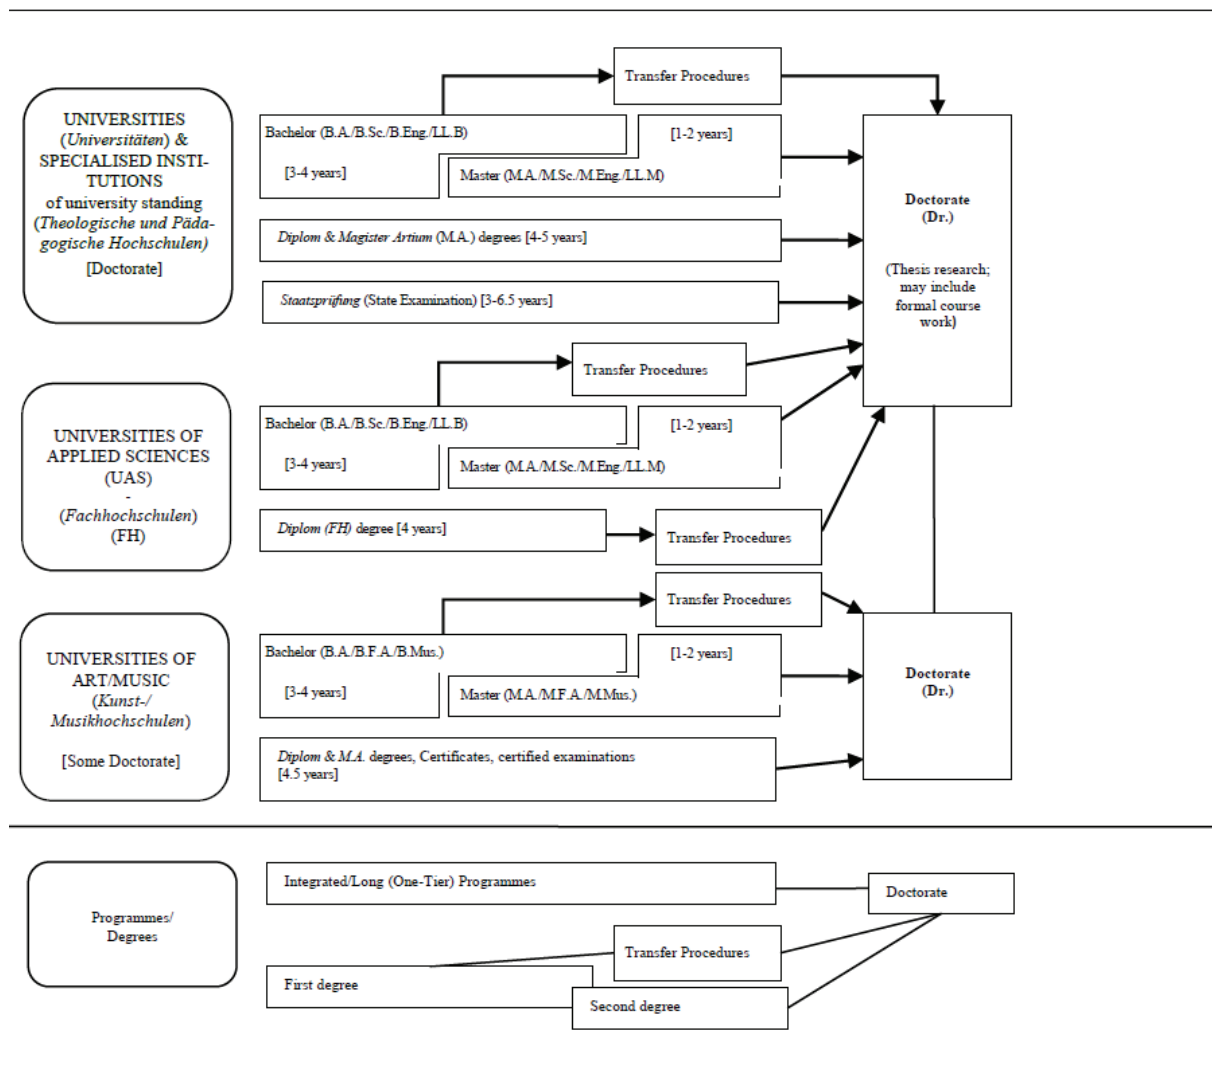 Transfer Procedures
UNIVERSITIES
(Universitäten) &
SPECIALISED INSTI-
TUTIONS
of university standing
(Theologische und Päda-
gogische Hochschulen)
[Doctorate]
Bachelor (B.A./B.Sc./B.Eng./LL.B)
[3-4 years]
[1-2 years]
Master (M.A./M.Sc./M.Eng./LL.M)
Diplom & Magister Artium (M.A.) degrees [4-5 years]
Staatsprüfung (State Examination) [3-6.5 years]
Doctorate
(Dr.)
(Thesis research;
may include
formal course
work)
Transfer Procedures
UNIVERSITIES OF
APPLIED SCIENCES
(UAS)
-
(Fachhochschulen)
(FH)
Bachelor (B.A./B.Sc./B.Eng./LL.B)
[3-4 years]
[1-2 years]
Master (M.A./M.Sc./M.Eng./LL.M)
Diplom (FH) degree [4 years]
Transfer Procedures
Transfer Procedures
UNIVERSITIES OF
ART/MUSIC
(Kunst-/
Musikhochschulen)
[Some Doctorate]
Bachelor (B.A./B.F.A./B.Mus.)
[3-4 years]
[1-2 years]
Master (M.A./M.F.A./M.Mus.)
Diplom & M.A. degrees, Certificates, certified examinations
[4.5 years]
Doctorate
(Dr.)
Programmes/
Degrees
Integrated/Long (One-Tier) Programmes
Doctorate
Transfer Procedures
First degree
Second degree